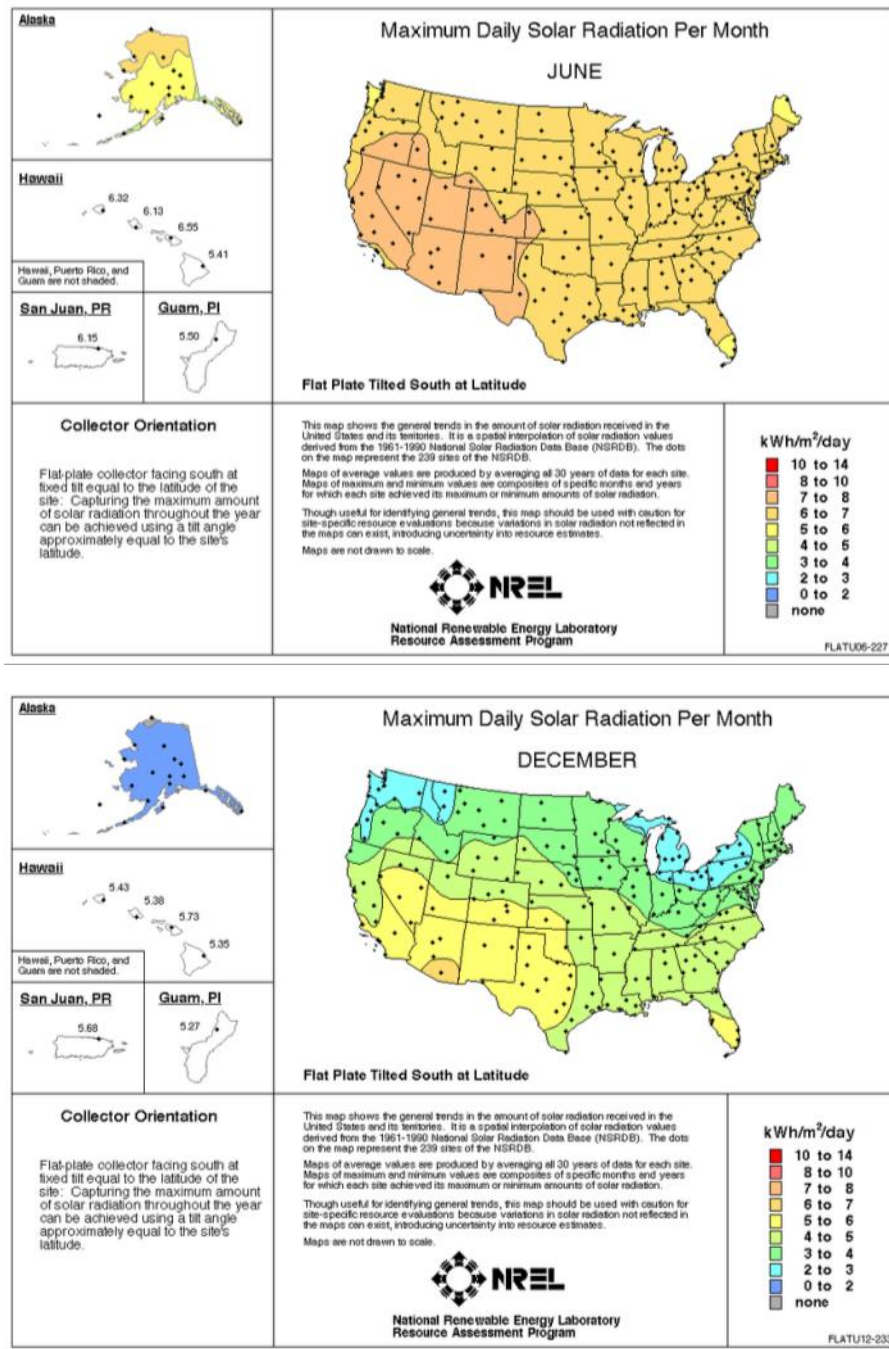 Alaska
Maximum Daily Solar Radiation Per Month
JUNE
Hawaii
6.32
6.13
6.55
5.41
Hawaii, Puerto Rico, and
Guam are not shaded.
San Juan, PR
6.15
Guam, PI
5.50
Flat Plate Tilted South at Latitude
Collector Orientation
Flat-plate collector facing south at
fixed tilt equal to the latitude of the
site: Capturing the maximum amount
of solar radiation throughout the year
can be achieved using a tilt angle
approximately equal to the site's
latitude.
This map shows the general trends in the amount of solar radiation received in the
United States and its territories. It is a spatial interpolation of solar radiation values
derived from the 1961-1990 National Solar Radiation Data Base (NSRDB). The dots
on the map represent the 239 sites of the NSRDB.
Maps of average values are produced by averaging all 30 years of data for each site.
Maps of maximum and minimum values are composites of specific months and years
for which each site achieved its maximum or minimum amounts of solar radiation.
Though useful for identifying general trends, this map should be used with caution for
site-specific resource evaluations because variations in solar radiation not reflected in
the maps can exist, introducing uncertainty into resource estimates.
Maps are not drawn to scale.
NREL
National Renewable Energy Laboratory
Resource Assessment Program
kWh/m²/day
10 to 14
8 to 10
7 to 8
6 to 7
5 to 6
4 to 5
3 to 4
2 to 3
0 to 2
none
FLATU06-227
Alaska
Maximum Daily Solar Radiation Per Month
DECEMBER
Hawaii
5.43
5.38
5.73
5.35
Hawaii, Puerto Rico, and
Guam are not shaded.
San Juan, PR
5.68
Guam, PI
5.27
Flat Plate Tilted South at Latitude
Collector Orientation
Flat-plate collector facing south at
fixed tilt equal to the latitude of the
site: Capturing the maximum amount
of solar radiation throughout the year
can be achieved using a tilt angle
approximately equal to the site's
latitude.
This map shows the general trends in the amount of solar radiation received in the
United States and its territories. It is a spatial interpolation of solar radiation values
derived from the 1961-1990 National Solar Radiation Data Base (NSRDB). The dots
on the map represent the 239 sites of the NSRDB.
Maps of average values are produced by averaging all 30 years of data for each site.
Maps of maximum and minimum values are composites of specific months and years
for which each site achieved its maximum or minimum amounts of solar radiation.
Though useful for identifying general trends, this map should be used with caution for
site-specific resource evaluations because variations in solar radiation not reflected in
the maps can exist, introducing uncertainty into resource estimates.
Maps are not drawn to scale.
NREL
National Renewable Energy Laboratory
Resource Assessment Program
kWh/m²/day
10 to 14
8 to 10
7 to 8
6 to 7
5 to 6
4 to 5
3 to 4
2 to 3
0 to 2
none
FLATU12-233